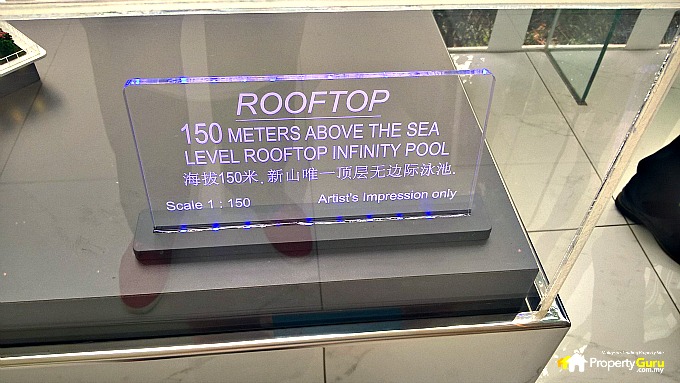 ROOFTOP
150 METERS ABOVE THE SEA
LEVEL ROOFTOP INFINITY POOL
海拔150米,新山唯一顶层无边际泳池.
Scale 1 : 150 Artist's Impression only
PropertyGuru
.com.my